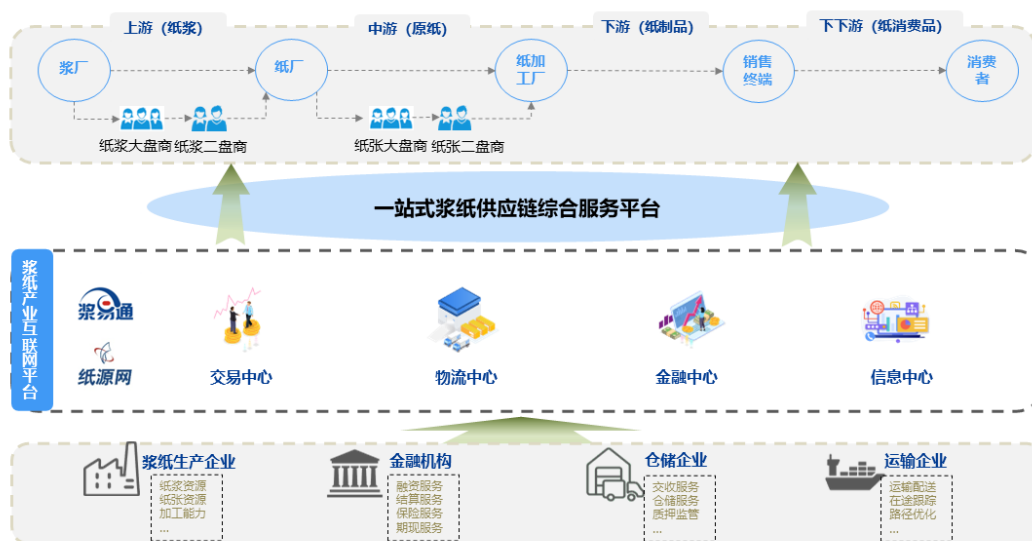 上游（纸浆）
中游（原纸）
下游（纸制品）
下下游（纸消费品）
浆厂
纸厂
纸加
工厂
销售
终端
消费
者
纸浆大盘商
纸浆二盘商
纸张大盘商
纸张二盘商
一站式浆纸供应链综合服务平台
浆纸产业互联网平台
浆易通
纸源网
交易中心
物流中心
金融中心
信息中心
浆纸生产企业
纸浆资源
纸张资源
加工能力
...
金融机构
融资服务
结算服务
保险服务
期现服务
仓储企业
交收服务
仓储服务
质押监管
...
运输企业
运输配送
在途跟踪
路径优化
...